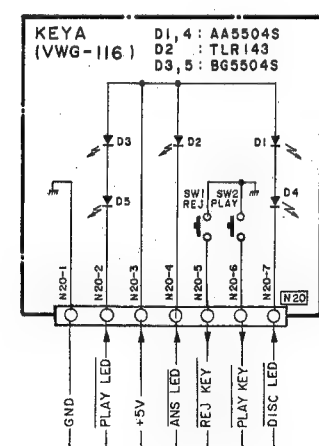 KEYA D1,4 : AA5504S
(VWG-116) D2 : TLR143
D3,5 : BG5504S
D3 D2 D1
D5 SW1 SW2 D4
REJ PLAY
N20-1 N20-2 N20-3 N20-4 N20-5 N20-6 N20-7
N20
GND PLAY LED +5V ANS LED REJ KEY PLAY KEY DISC LED